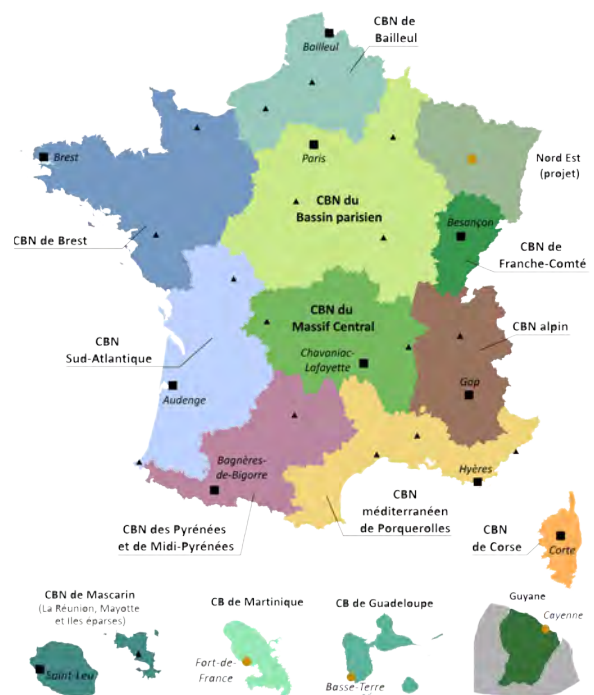 CBN de
Bailleul
Bailleul
Brest
Paris
Nord Est
(projet)
CBN du
Bassin parisien
Besançon
CBN de Brest
CBN de
Franche-Comté
CBN du
Massif Central
CBN alpin
CBN
Sud-Atlantique
Chavaniac-
Lafayette
Gap
Audenge
Bagnères-
de-Bigorre
Hyères
CBN
méditerranéen
de Porquerolles
CBN des Pyrénées
et de Midi-Pyrénées
CBN
de Corse
Corte
CBN de Mascarin
(La Réunion, Mayotte
et îles éparses)
CB de Martinique
CB de Guadeloupe
Guyane
Cayenne
Saint-Leu
Fort-de-
France
Basse-Terre